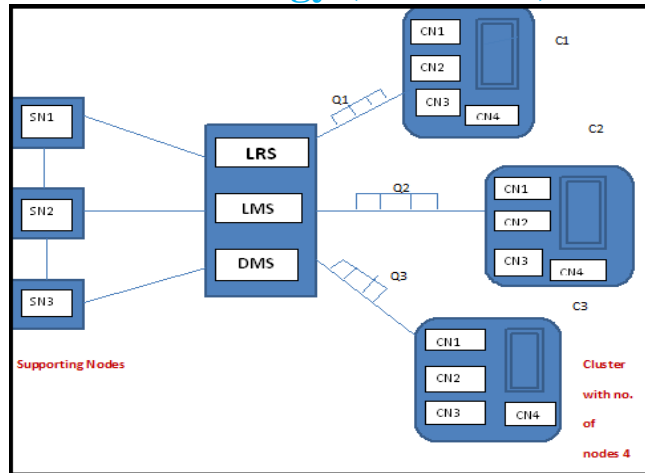 SN1
SN2
SN3
Supporting Nodes
LRS
LMS
DMS
Q1
Q2
Q3
CN1
CN2
CN3
CN4
C1
C2
CN1
CN2
CN3
CN4
C3
CN1
CN2
CN3
CN4
Cluster
with no.
of
nodes 4